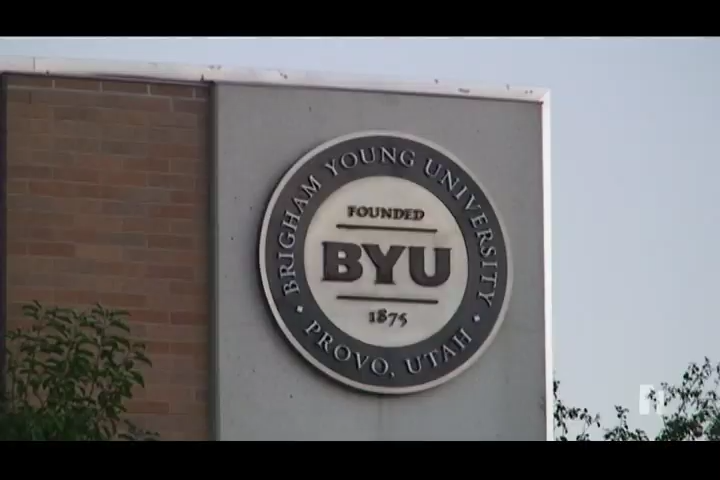 BRIGHAM YOUNG UNIVERSITY
FOUNDED
BYU
1875
• PROVO, UTAH •